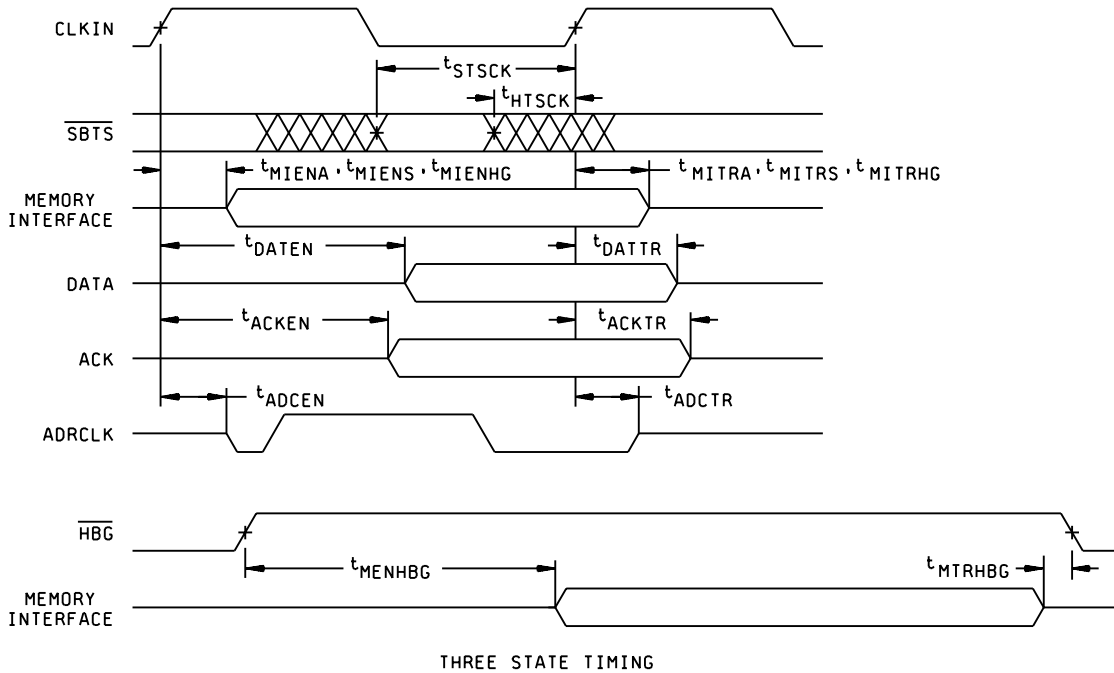 CLKIN
tSTSCK
tHTSCK
SBTS
tMIENA, tMIENS, tMIENHG
tMITRA, tMITRS, tMITRHG
MEMORY
INTERFACE
tDATEN
tDATTR
DATA
tACKEN
tACKTR
ACK
tADCEN
tADCTR
ADRCLK
HBG
tMENHBG
tMTRHBG
MEMORY
INTERFACE
THREE STATE TIMING